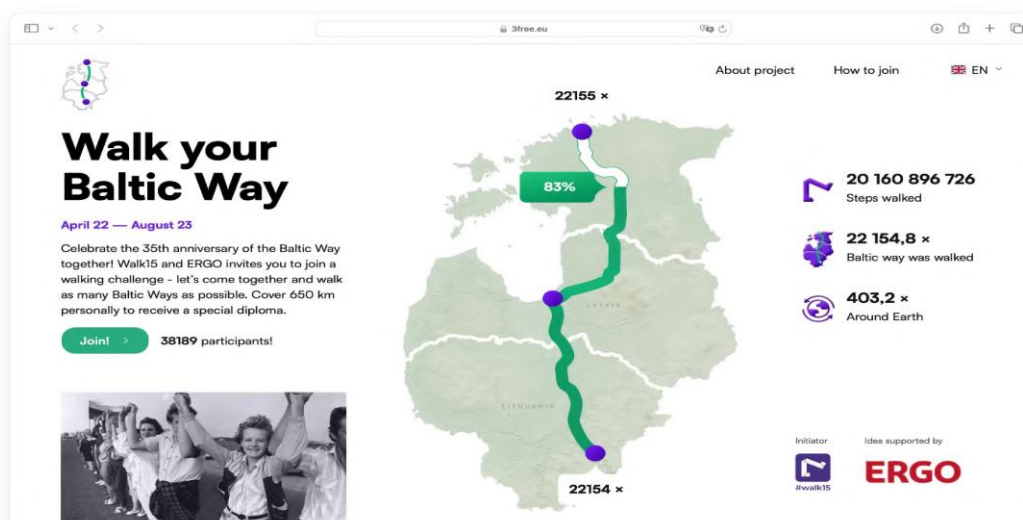 3free.eu
About project
How to join
EN
Walk your
Baltic Way
April 22 — August 23
Celebrate the 35th anniversary of the Baltic Way
together! Walk15 and ERGO invites you to join a
walking challenge - let's come together and walk
as many Baltic Ways as possible. Cover 650 km
personally to receive a special diploma.
Join! >
38189 participants!
22155 ×
83%
LATVIA
LITHUANIA
22154 ×
20 160 896 726
Steps walked
22 154,8 ×
Baltic way was walked
403,2 ×
Around Earth
Initiator
#walk15
Idea supported by
ERGO